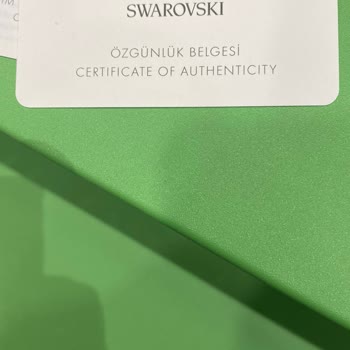 SWAROVSKI
ÖZGÜNLÜK BELGESİ
CERTIFICATE OF AUTHENTICITY